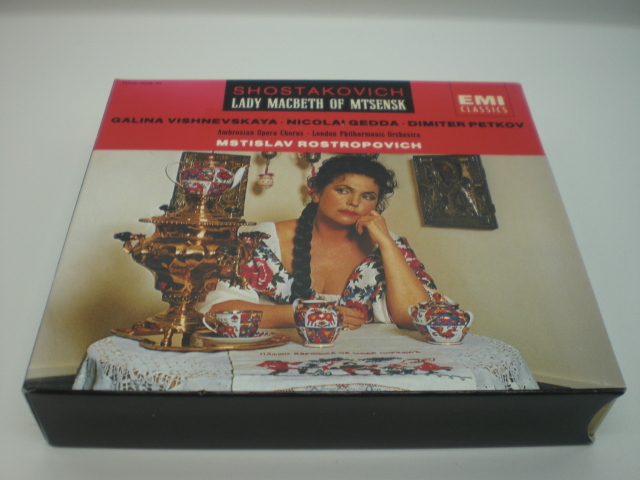 SHOSTAKOVICH
LADY MACBETH OF MTSENSK
EMI
CLASSICS
GALINA VISHNEVSKAYA · NICOLAI GEDDA · DIMITER PETKOV
Ambrosian Opera Chorus · London Philharmonic Orchestra
MSTISLAV ROSTROPOVICH